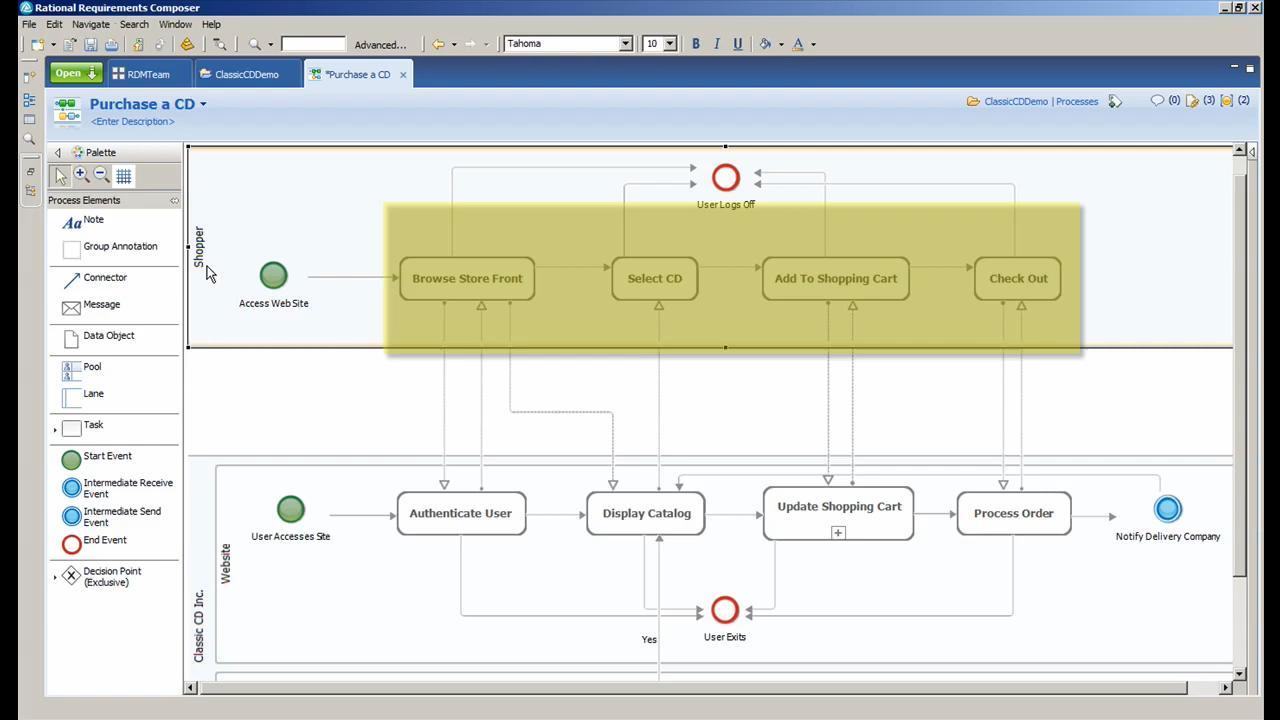 Rational Requirements Composer
File Edit Navigate Search Window Help
Advanced... Tahoma 10 B I U A
Open RDMTeam ClassicCDDemo *Purchase a CD
Purchase a CD
ClassicCDDemo | Processes (0) (3) (2)
<Enter Description>
Palette
Process Elements
Aa Note
Group Annotation
Connector
Message
Data Object
Pool
Lane
Task
Start Event
Intermediate Receive
Event
Intermediate Send
Event
End Event
Decision Point
(Exclusive)
Shopper
User Logs Off
Access Web Site
Browse Store Front
Select CD
Add To Shopping Cart
Check Out
Classic CD Inc.
Website
User Accesses Site
Authenticate User
Display Catalog
Update Shopping Cart
Process Order
Notify Delivery Company
User Exits
Yes